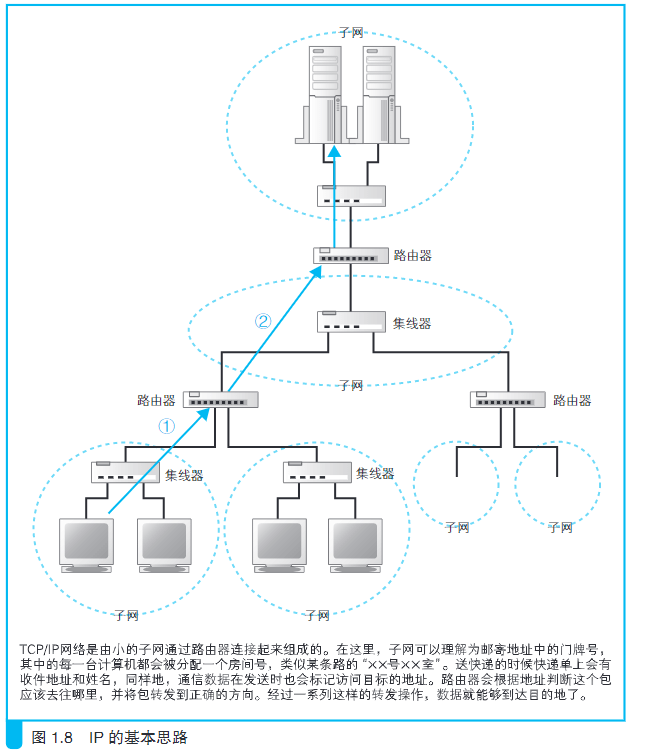 子网
路由器
集线器
②
子网
路由器
路由器
①
集线器
集线器
子网
子网
子网
子网
TCP/IP网络是由小的子网通过路由器连接起来组成的。在这里，子网可以理解为邮寄地址中的门牌号，
其中的每一台计算机都会被分配一个房间号，类似某条路的“××号××室”。送快递的时候快递单上会有
收件地址和姓名，同样地，通信数据在发送时也会标记访问目标的地址。路由器会根据地址判断这个包
应该去往哪里，并将包转发到正确的方向。经过一系列这样的转发操作，数据就能够到达目的地了。
图 1.8 IP 的基本思路